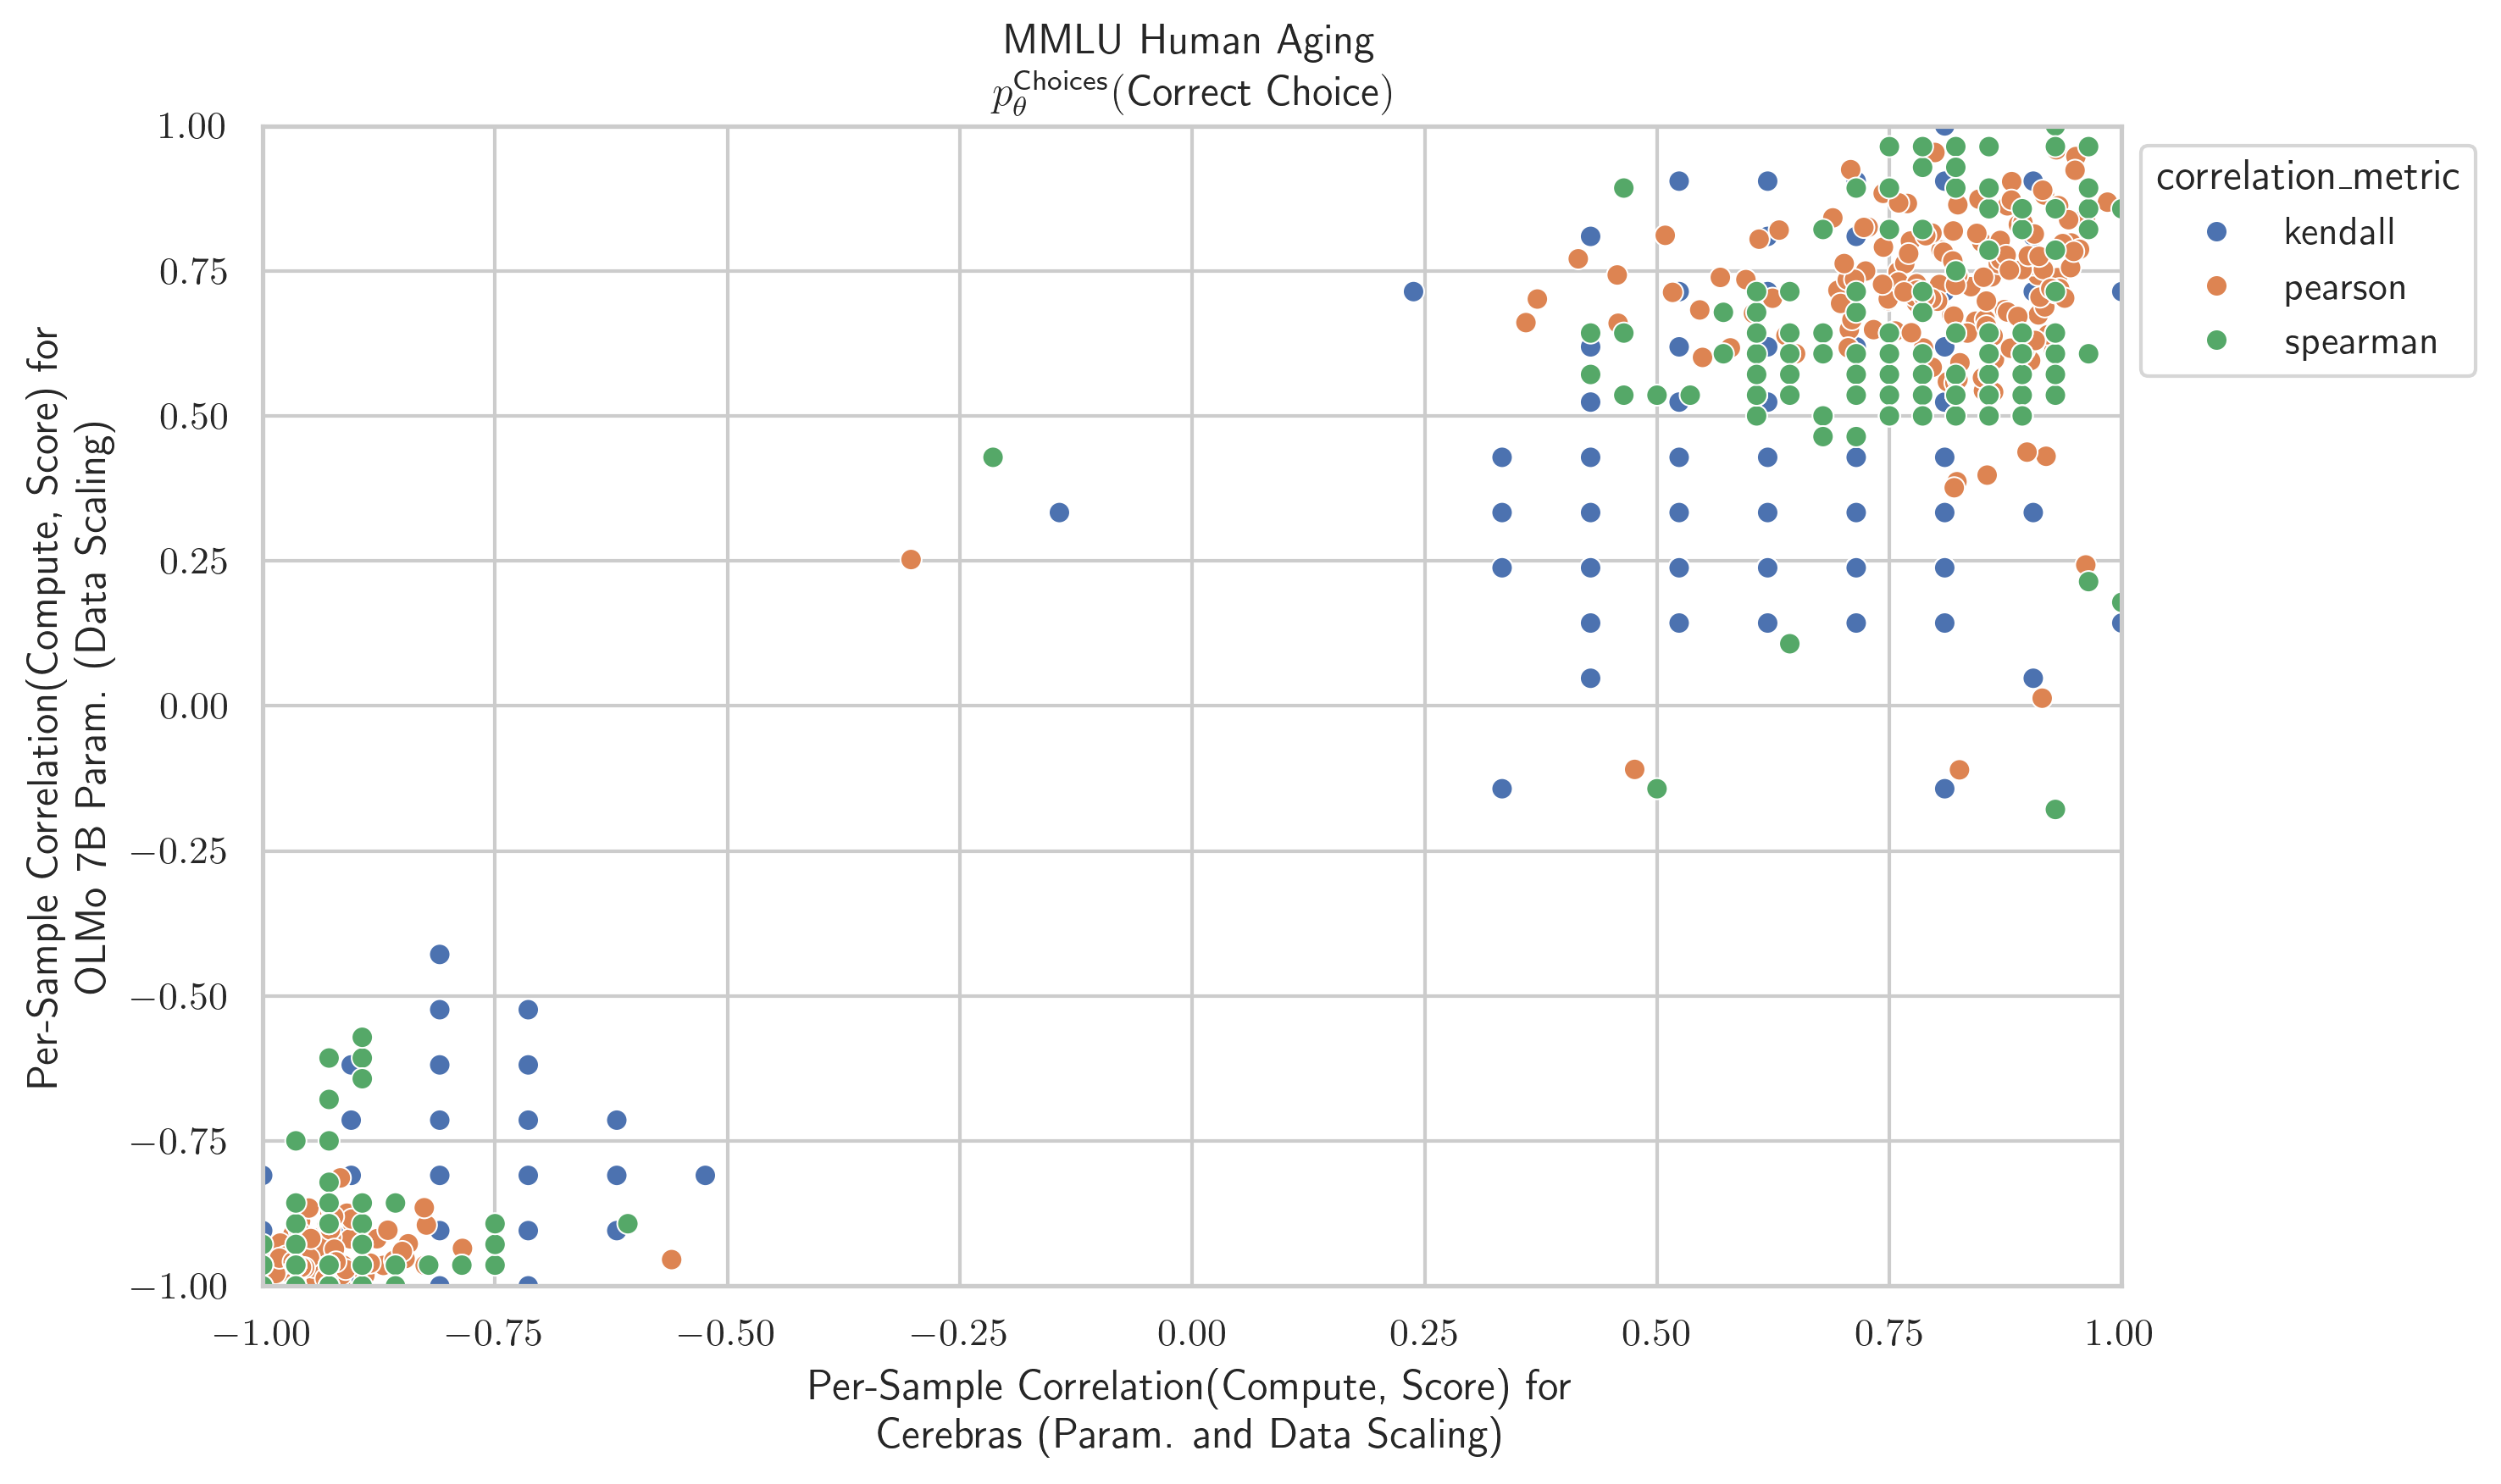 MMLU Human Aging
p_θ^Choices(Correct Choice)
1.00
0.75
0.50
0.25
0.00
−0.25
−0.50
−0.75
−1.00
Per-Sample Correlation(Compute, Score) for
OLMo 7B Param. (Data Scaling)
−1.00 −0.75 −0.50 −0.25 0.00 0.25 0.50 0.75 1.00
Per-Sample Correlation(Compute, Score) for
Cerebras (Param. and Data Scaling)
correlation_metric
kendall
pearson
spearman